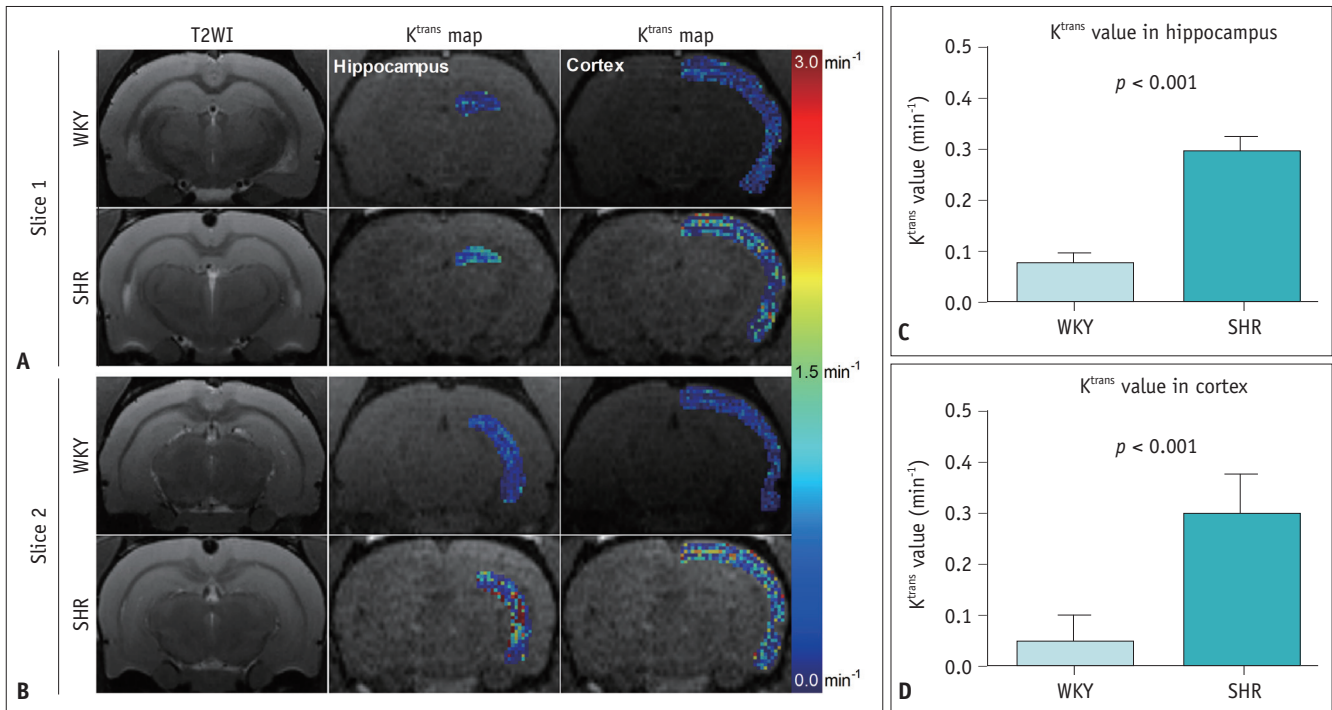 T2WI
Kᵗʳᵃⁿˢ map
Kᵗʳᵃⁿˢ map
Slice 1
WKY
Hippocampus
Cortex
SHR
A
Slice 2
WKY
SHR
B
3.0 min⁻¹
1.5 min⁻¹
0.0 min⁻¹
Kᵗʳᵃⁿˢ value in hippocampus
p < 0.001
Kᵗʳᵃⁿˢ value (min⁻¹)
0.5
0.4
0.3
0.2
0.1
0.0
WKY SHR
C
Kᵗʳᵃⁿˢ value in cortex
p < 0.001
Kᵗʳᵃⁿˢ value (min⁻¹)
0.5
0.4
0.3
0.2
0.1
0.0
WKY SHR
D